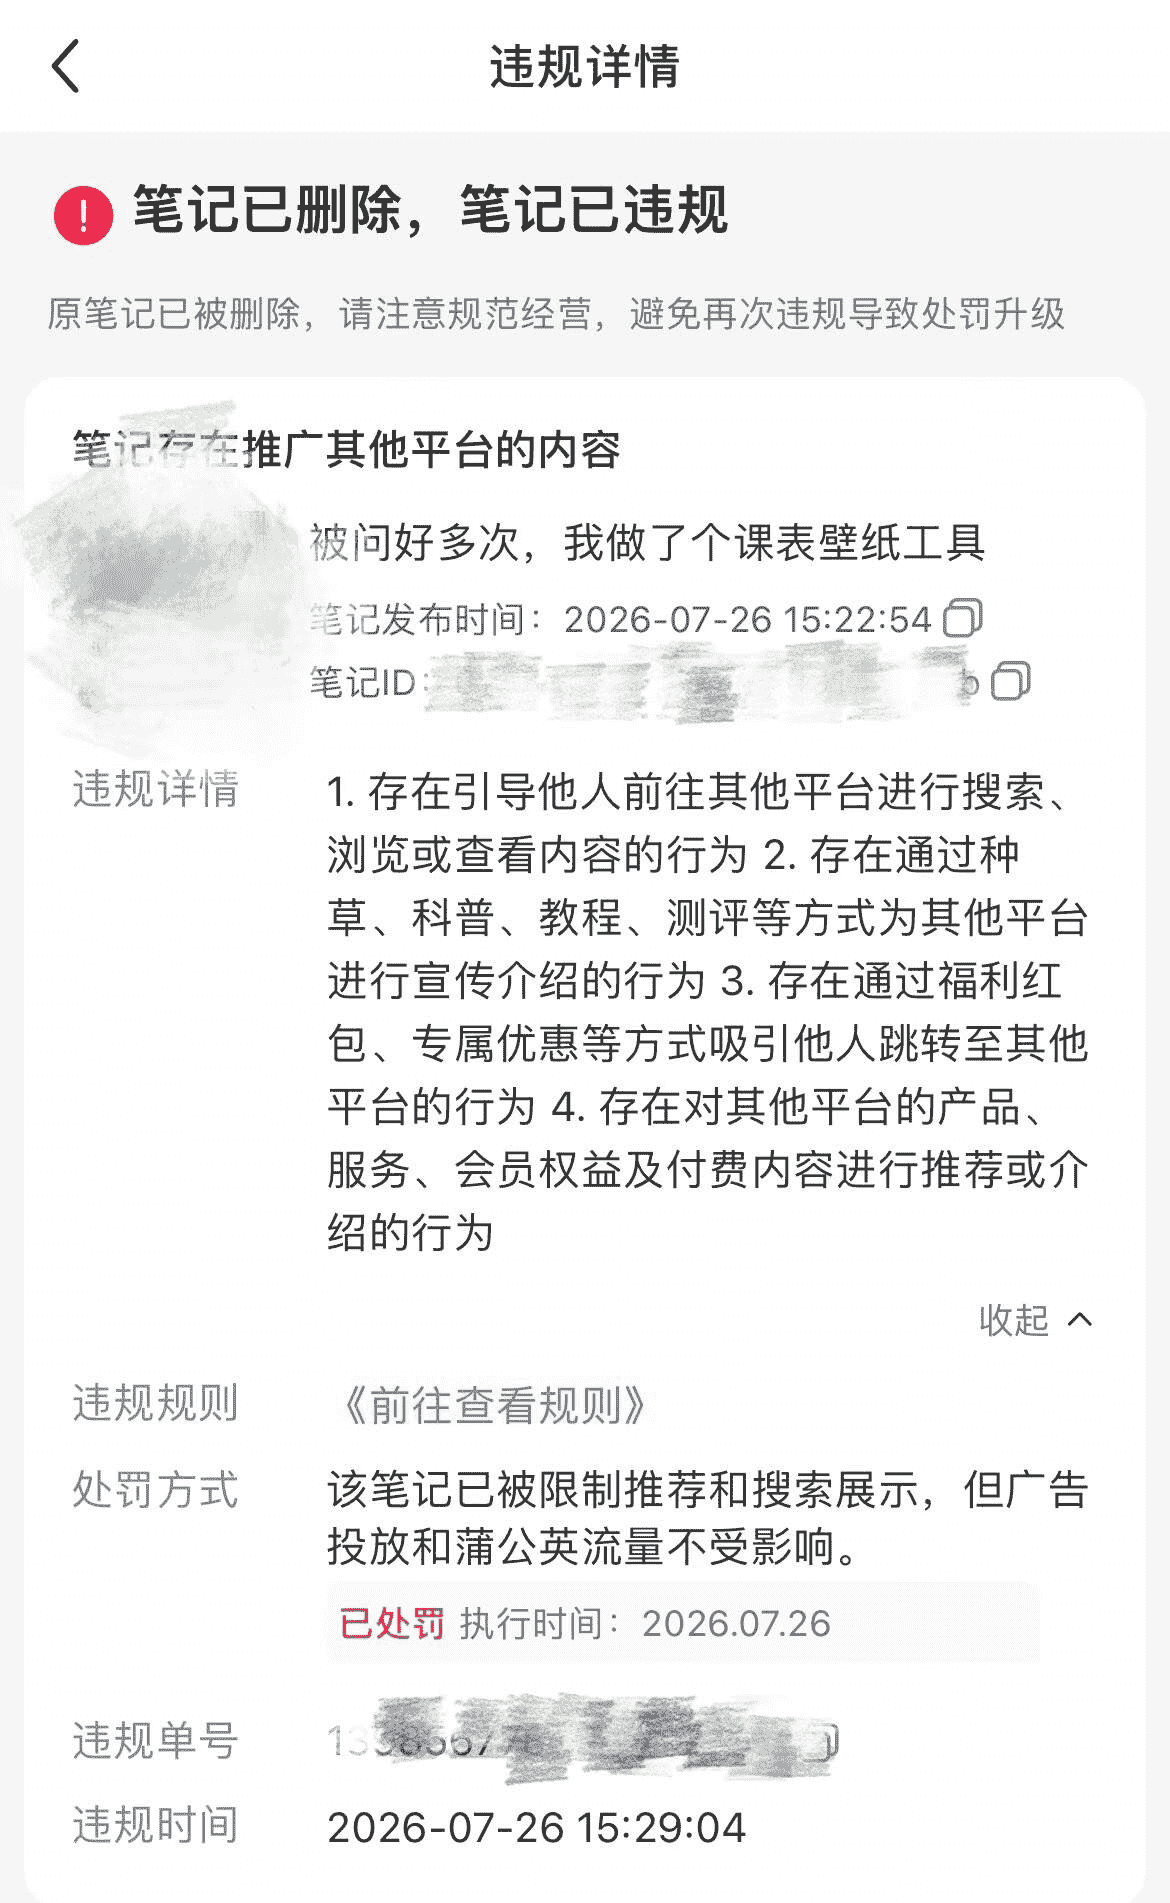 违规详情
笔记已删除，笔记已违规
原笔记已被删除，请注意规范经营，避免再次违规导致处罚升级
笔记存在推广其他平台的内容
被问好多次，我做了个课表壁纸工具
笔记发布时间：2026-07-26 15:22:54
笔记ID:
违规详情
1. 存在引导他人前往其他平台进行搜索、
浏览或查看内容的行为 2. 存在通过种
草、科普、教程、测评等方式为其他平台
进行宣传介绍的行为 3. 存在通过福利红
包、专属优惠等方式吸引他人跳转至其他
平台的行为 4. 存在对其他平台的产品、
服务、会员权益及付费内容进行推荐或介
绍的行为
收起
违规规则
《前往查看规则》
处罚方式
该笔记已被限制推荐和搜索展示，但广告
投放和蒲公英流量不受影响。
已处罚 执行时间：2026.07.26
违规单号
违规时间
2026-07-26 15:29:04